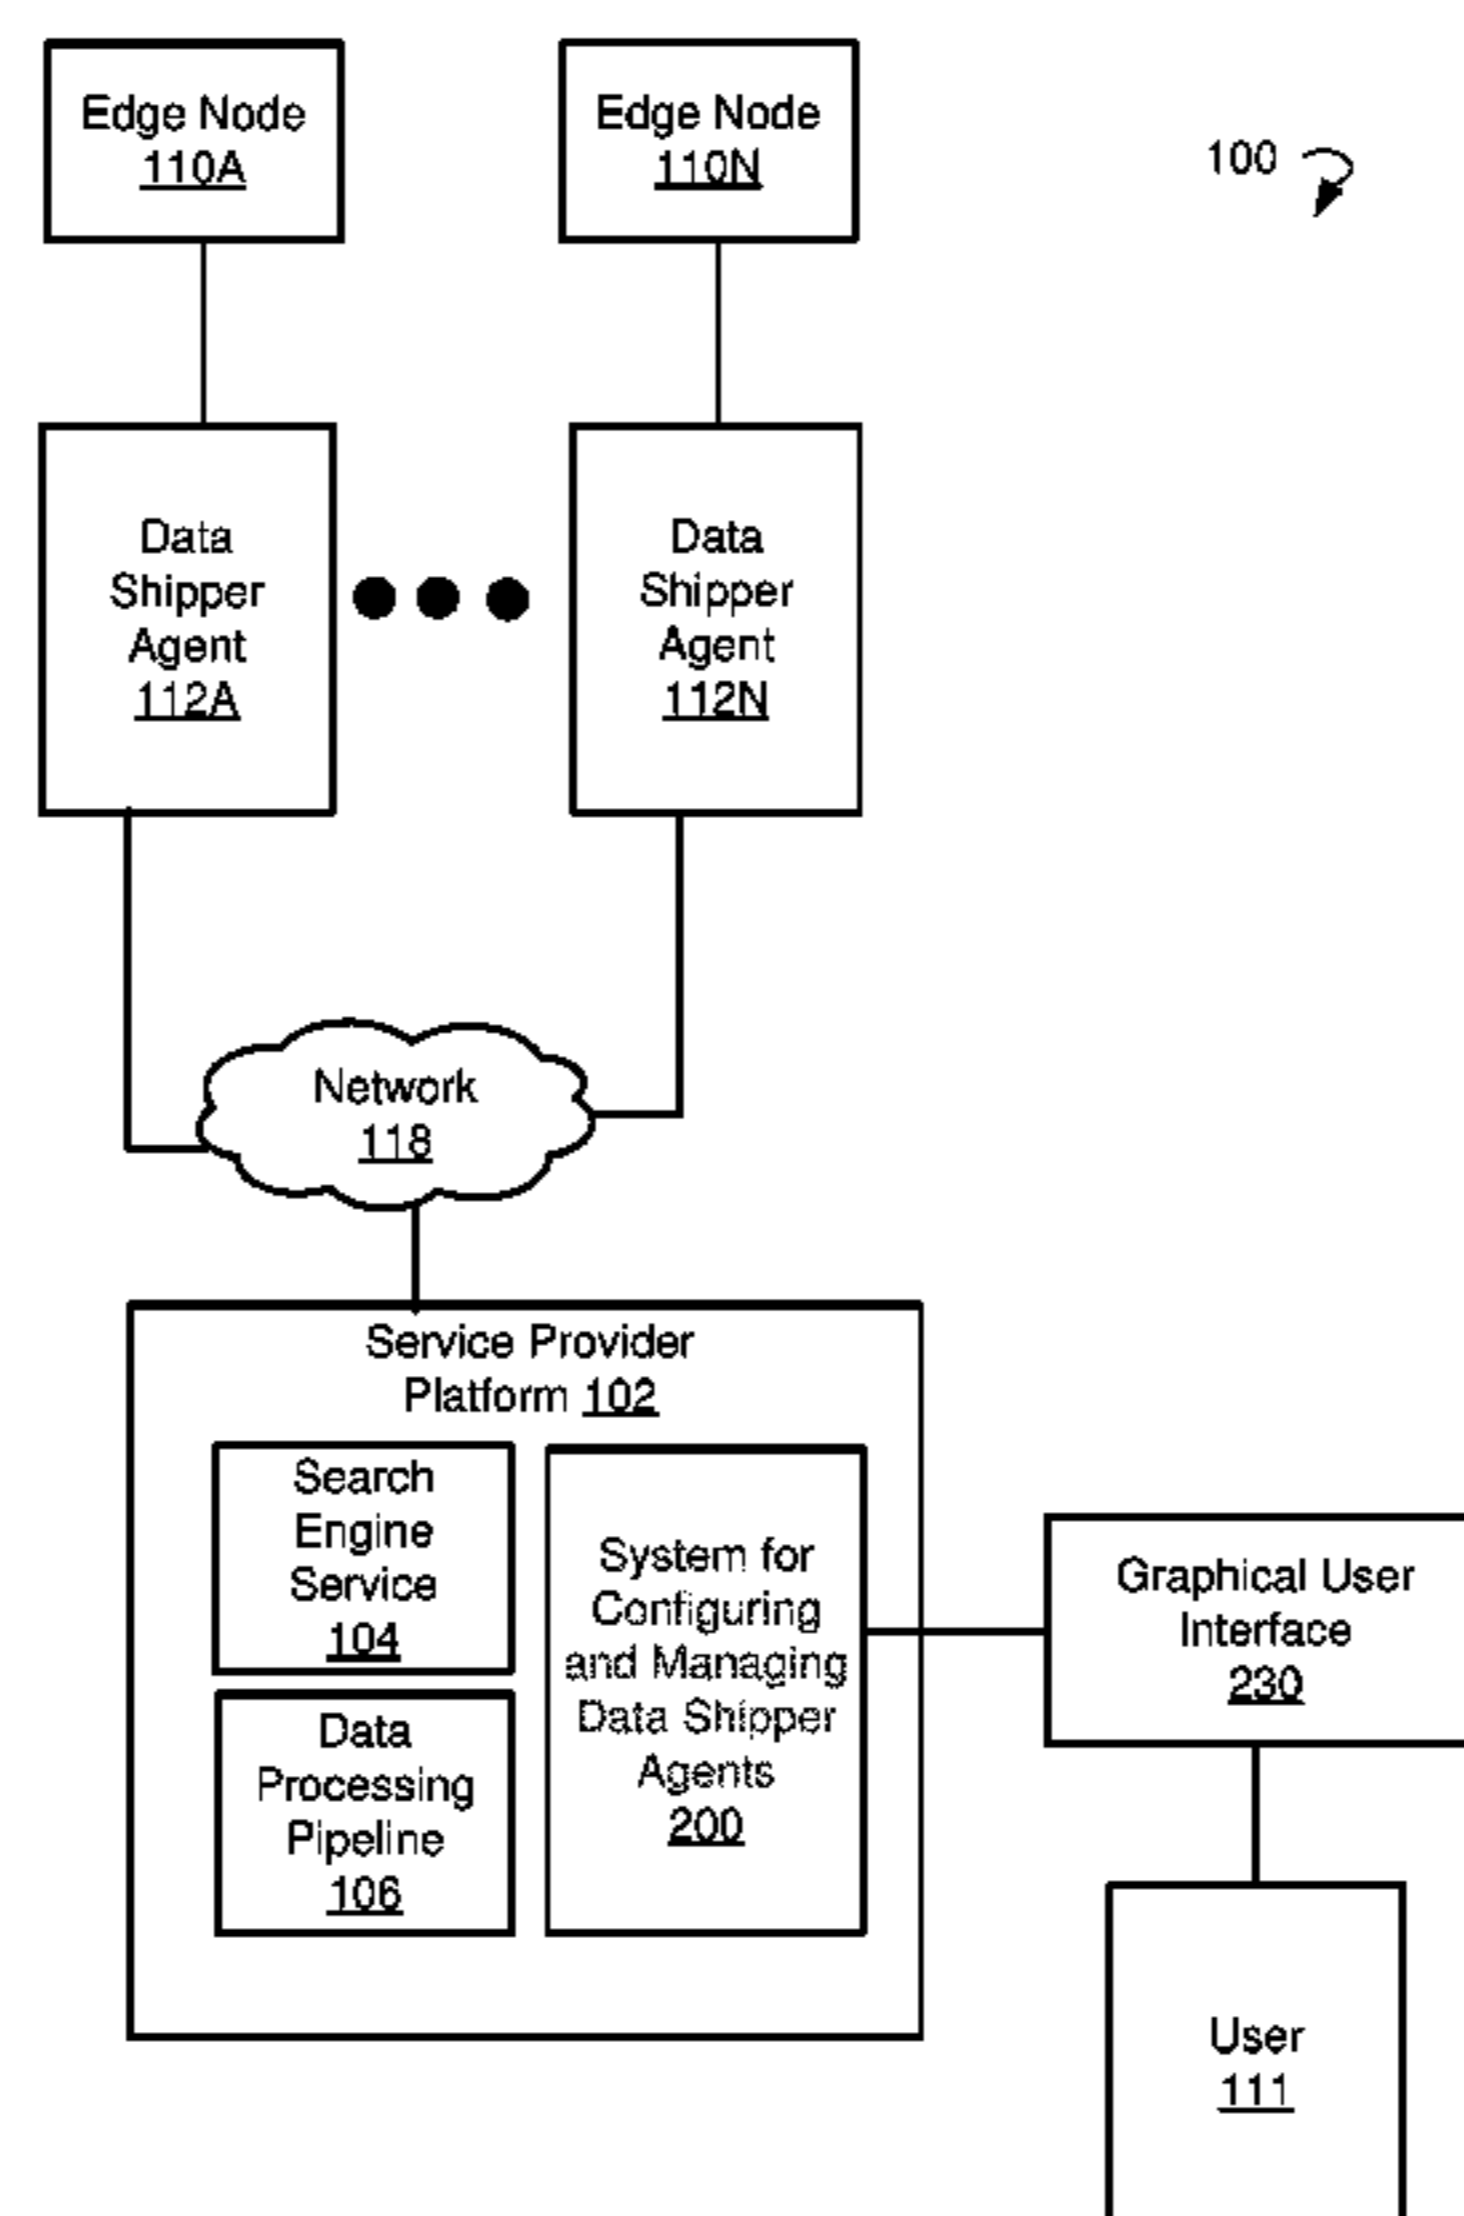 Edge Node
110A
Edge Node
110N
100
Data
Shipper
Agent
112A
Data
Shipper
Agent
112N
Network
118
Service Provider
Platform 102
Search
Engine
Service
104
Data
Processing
Pipeline
106
System for
Configuring
and Managing
Data Shipper
Agents
200
Graphical User
Interface
230
User
111